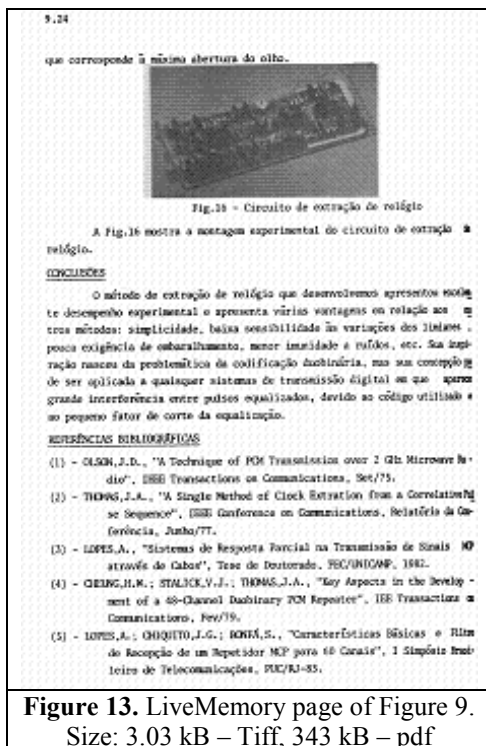 9.24
que corresponde à máxima abertura do olho.
Fig.16 - Circuito de extração de relógio
A Fig.16 mostra a montagem experimental do circuito de extração
relógio.
CONCLUSÕES
O método de extração de relógio que desenvolvemos apresentou
te desempenho experimental e apresenta várias vantagens em relação aos
tros métodos: simplicidade, baixa sensibilidade às variações dos limiares ,
pouca exigência de embaralhamento, menor imunidade a ruídos, etc. Sua
ração nasceu da problemática da codificação duobinária, mas sua concepção
de ser aplicada a quaisquer sistemas de transmissão digital em que
grande interferência entre pulsos equalizados, devido ao código utilizado
ao pequeno fator de corte da equalização.
REFERÊNCIAS BIBLIOGRÁFICAS
(1) - OLSON,J.D., "A Technique of PCM Transmission over 2 GHz Microwave
dio", IEEE Transactions on Communications, Set/75.
(2) - THOMAS,J.A., "A Single Method of Clock Extration from a Correlative
se Sequence", IEEE Conference on Communications, Relatório da
ferência, Junho/77.
(3) - LOPES,A., "Sistemas de Resposta Parcial na Transmissão de Sinais MCP
através de Cabos", Tese de Doutorado, FEC/UNICAMP, 1982.
(4) - CHEUNG,H.W.; STALICK,V.J.; THOMAS,J.A., "Key Aspects in the Develop -
ment of a 48-Channel Duobinary PCM Repeater", IEEE Transactions
Communications, Fev/79.
(5) - LOPES,A.; CHIQUITO,J.G.; BONFÁ,S., "Características Básicas e
de Recepção de um Repetidor MCP para 60 Canais", I Simpósio
leiro de Telecomunicações, PUC/RJ-83.
Figure 13. LiveMemory page of Figure 9.
Size: 3.03 kB – Tiff, 343 kB – pdf